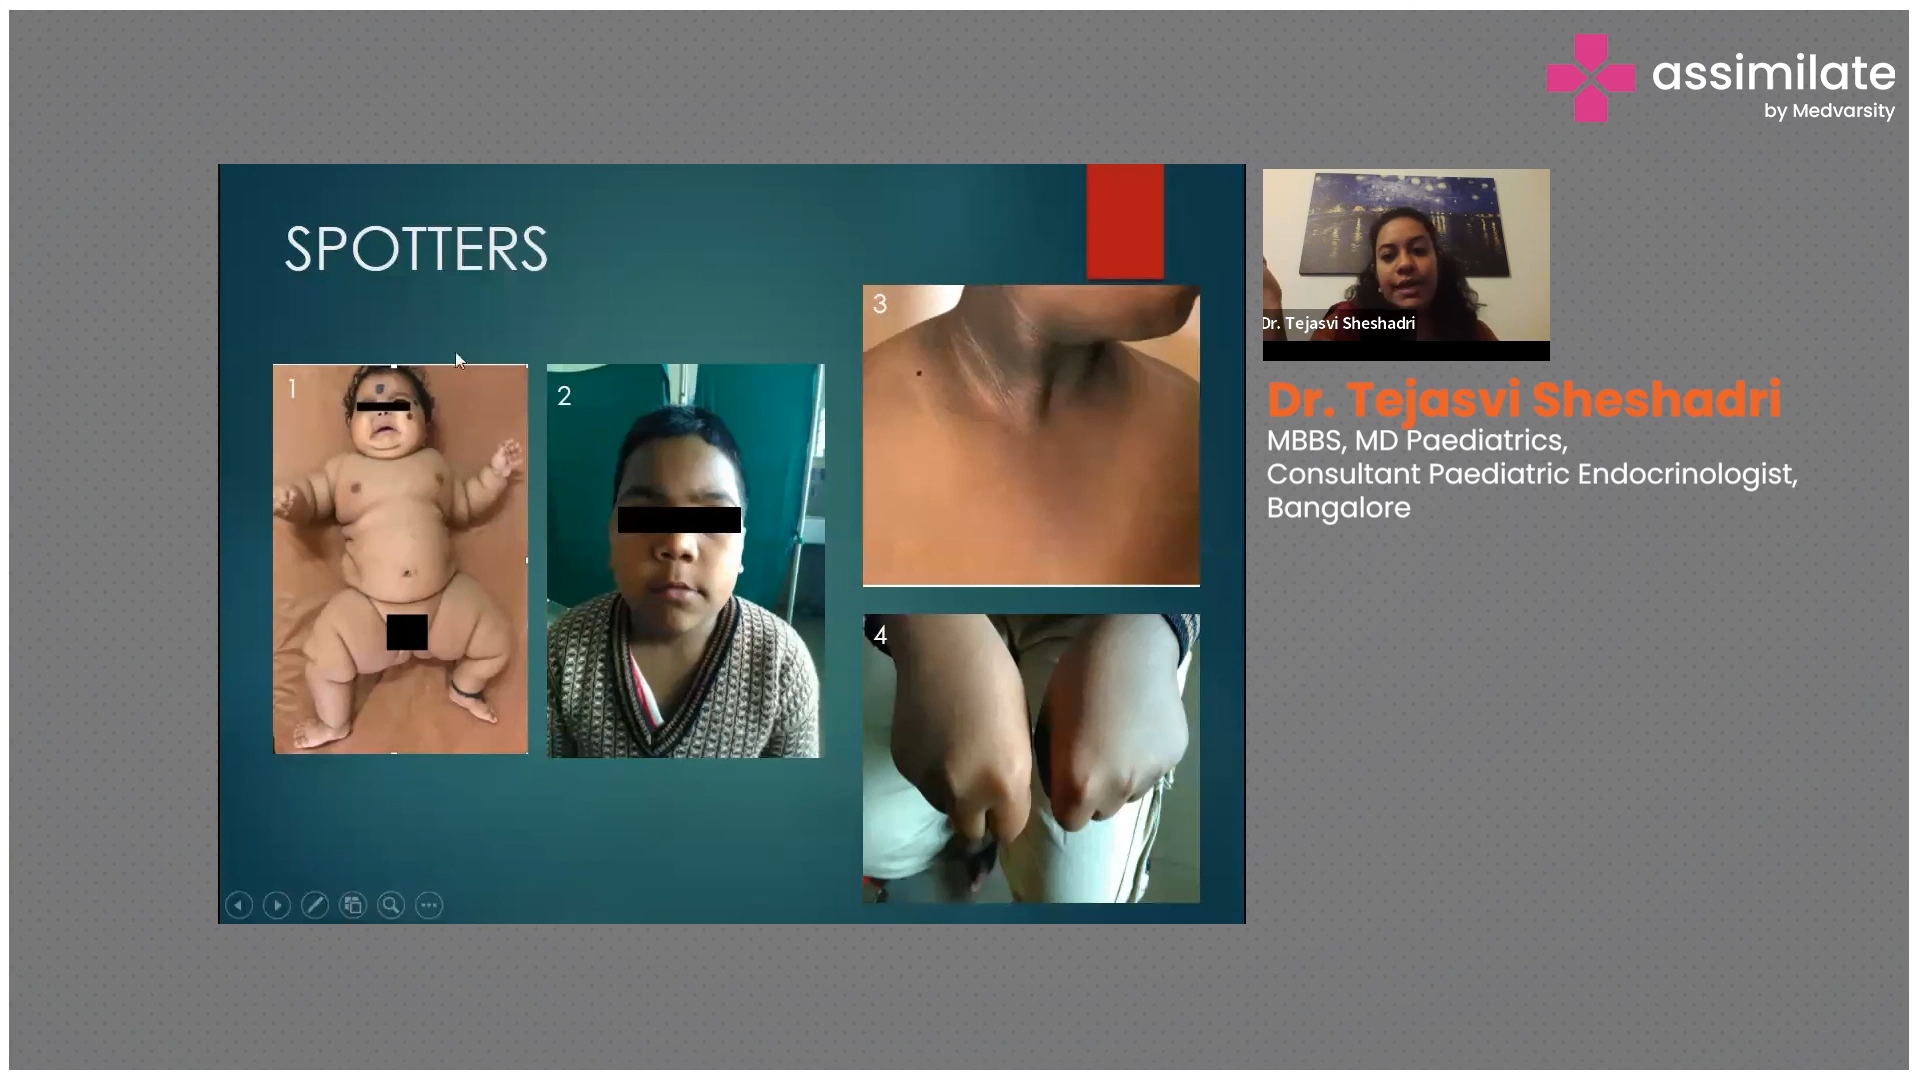 assimilate
by Medvarsity
SPOTTERS
1
2
3
4
Dr. Tejasvi Sheshadri
Dr. Tejasvi Sheshadri
MBBS, MD Paediatrics,
Consultant Paediatric Endocrinologist,
Bangalore